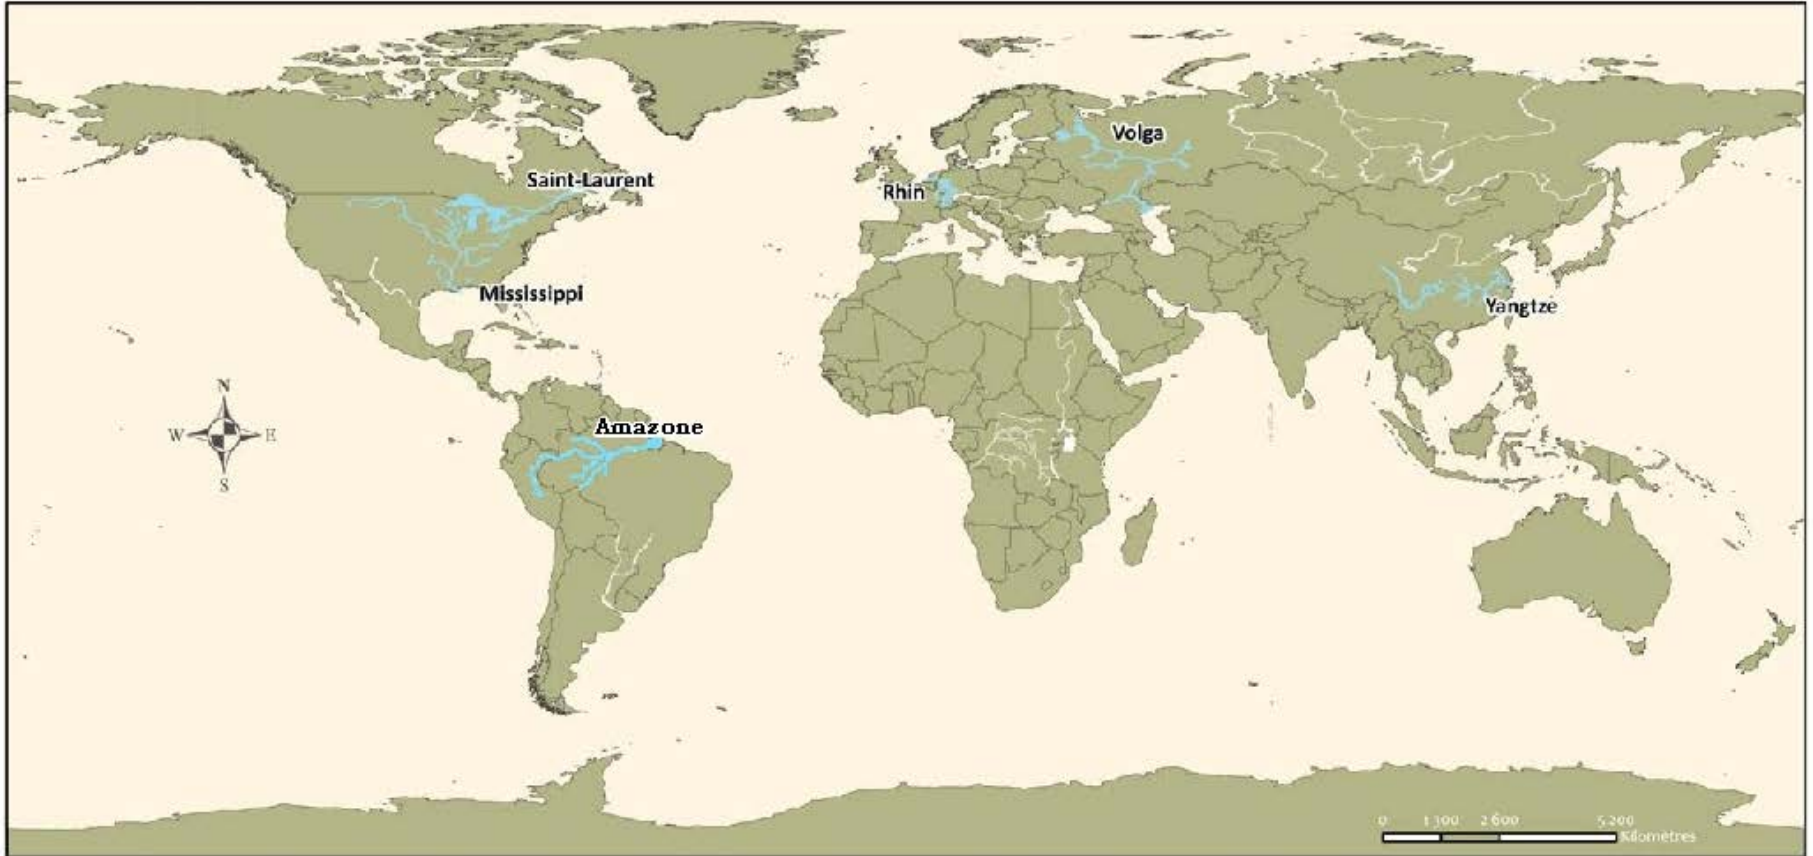 Volga
Saint-Laurent
Rhin
Mississippi
Yangtze
N
W E
S
Amazone
0 1 300 2 600 5 200
Kilomètres